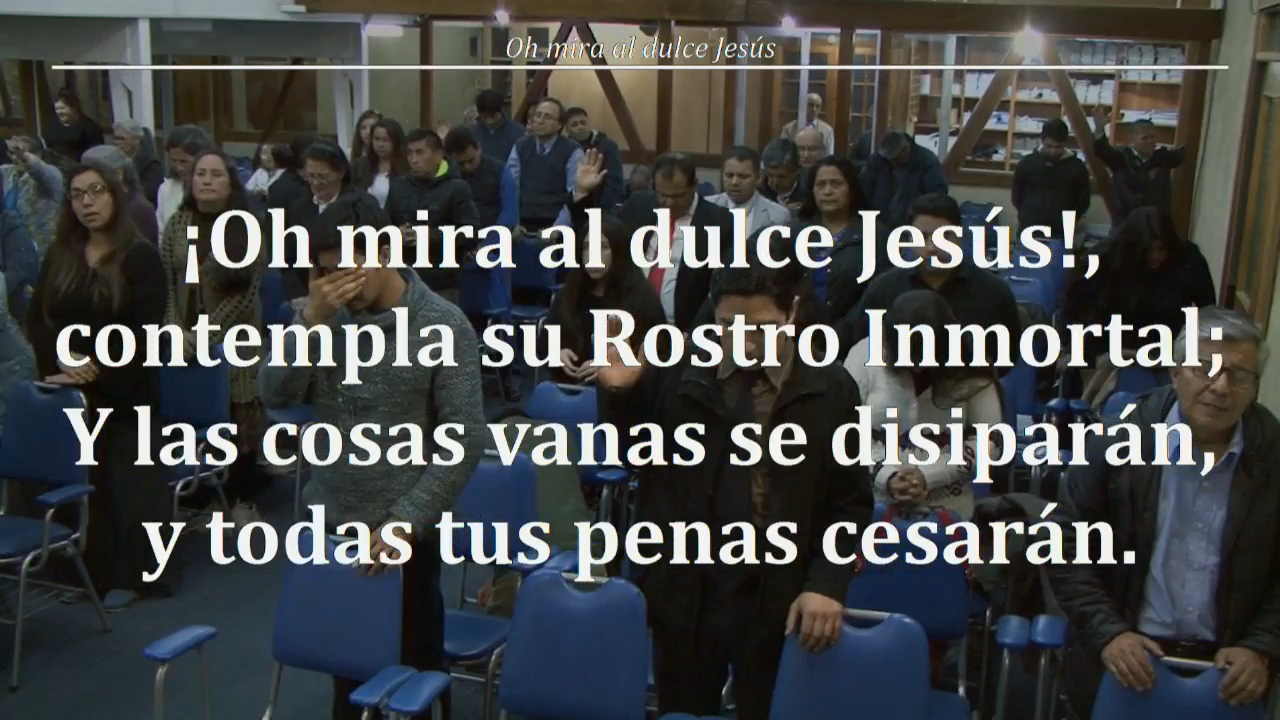 Oh mira al dulce Jesús
¡Oh mira al dulce Jesús!,
contempla su Rostro Inmortal;
Y las cosas vanas se disiparán,
y todas tus penas cesarán.